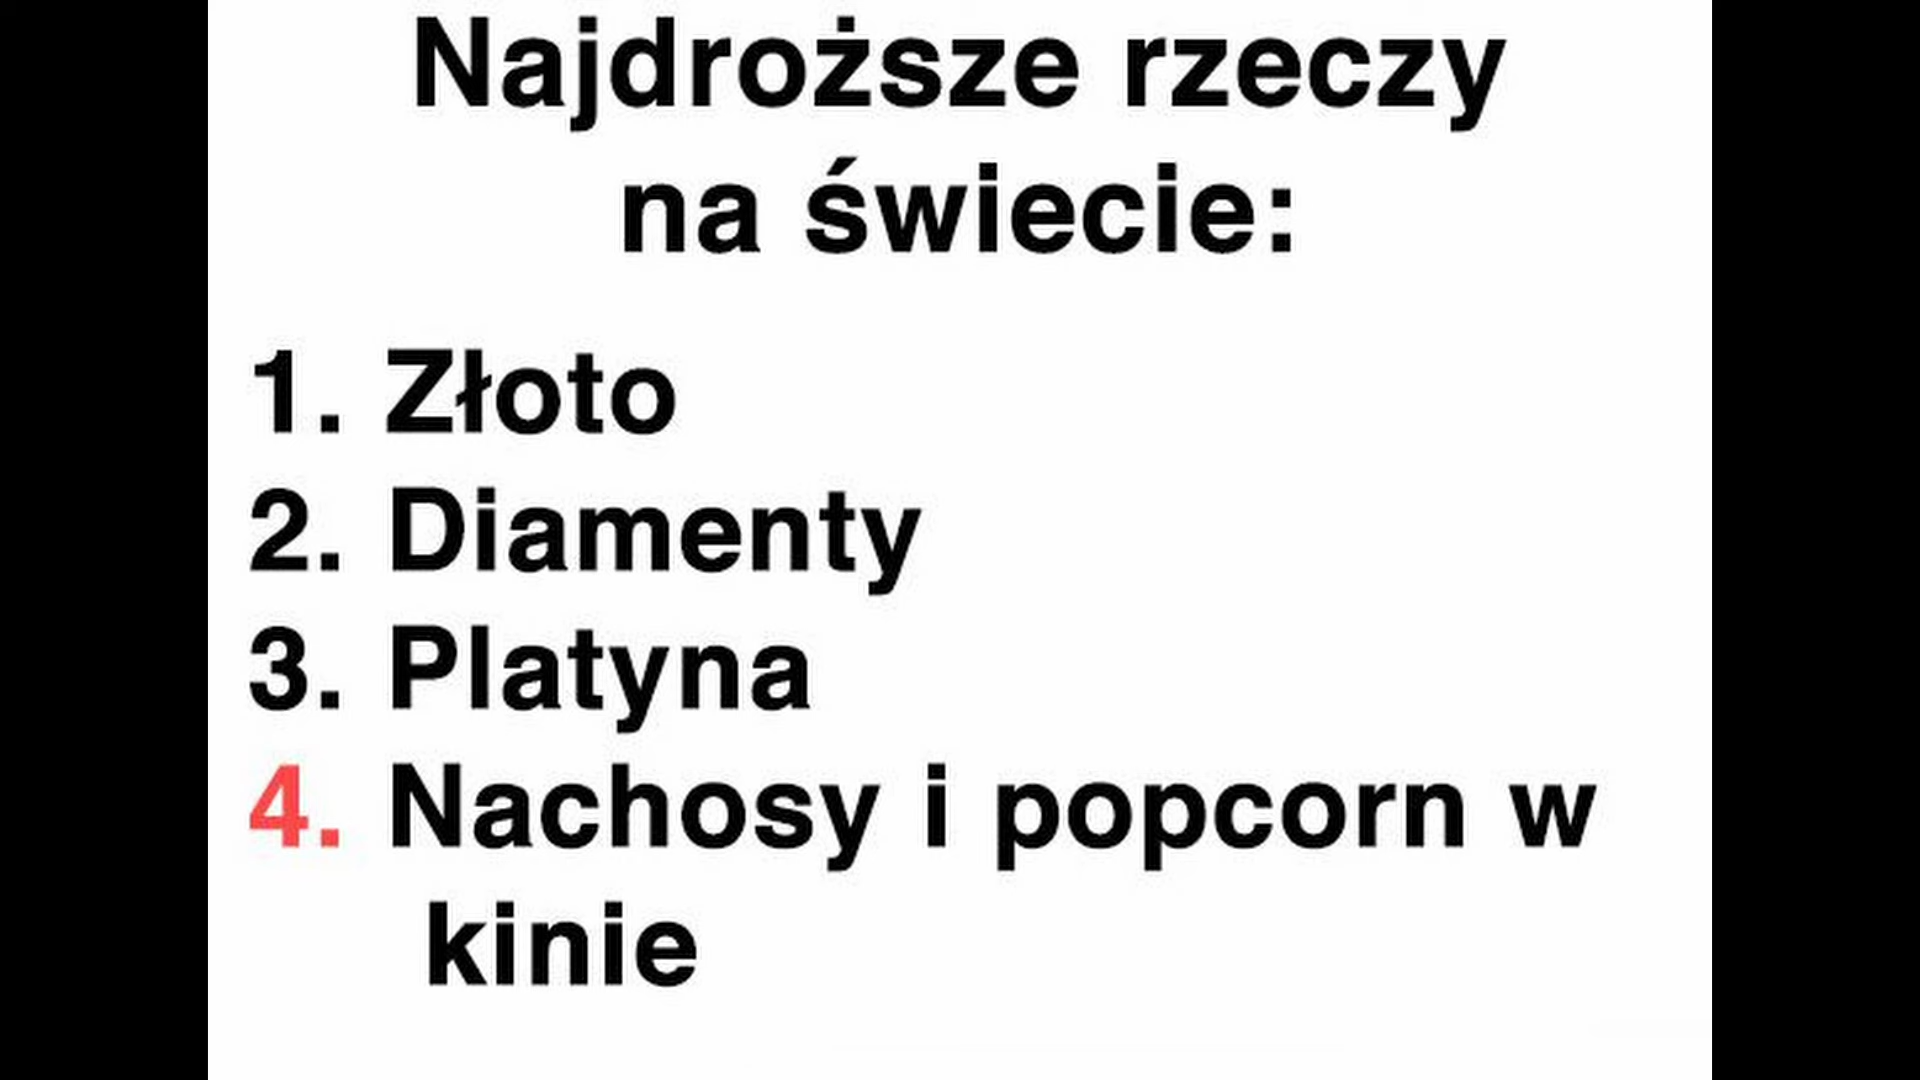 Najdroższe rzeczy
na świecie:
1. Złoto
2. Diamenty
3. Platyna
4. Nachosy i popcorn w
kinie